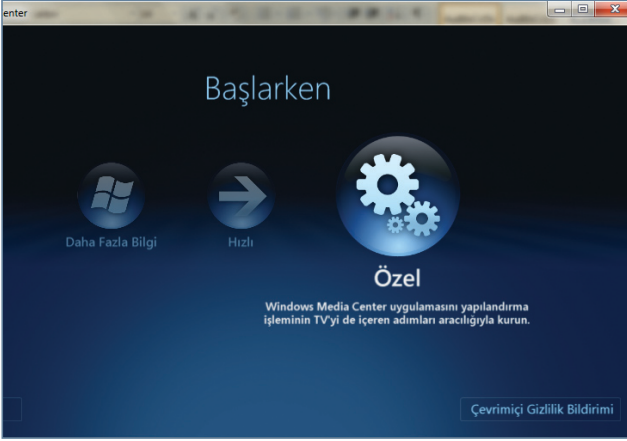 enter
Başlarken
Daha Fazla Bilgi
Hızlı
Özel
Windows Media Center uygulamasını yapılandırma
işleminin TV'yi de içeren adımları aracılığıyla kurun.
Çevrimiçi Gizlilik Bildirimi